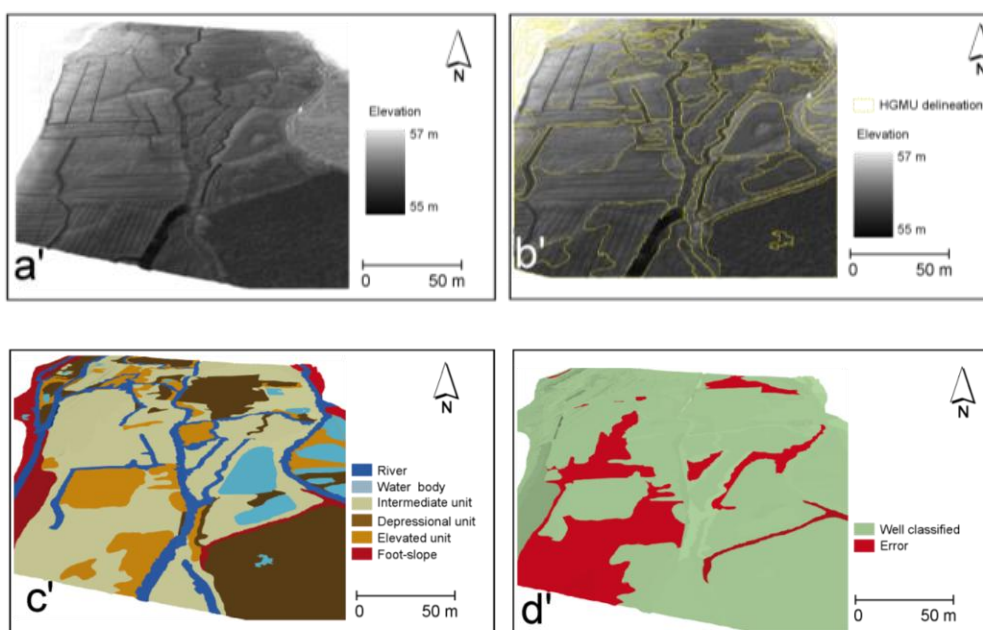 N
Elevation
57 m
55 m
0 50 m
a'
N
HGMU delineation
Elevation
57 m
55 m
0 50 m
b'
N
River
Water body
Intermediate unit
Depressional unit
Elevated unit
Foot-slope
0 50 m
c'
N
Well classified
Error
0 50 m
d'